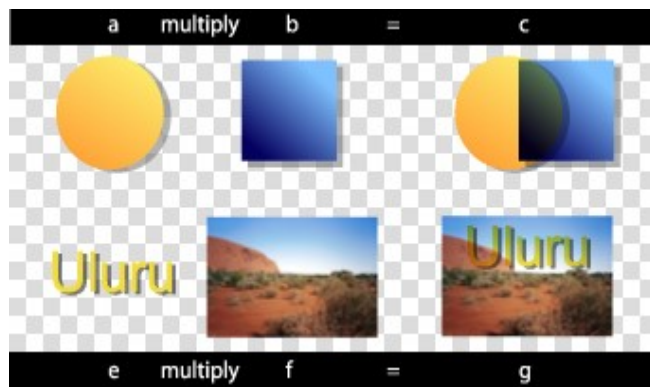 a multiply b = c
Uluru Uluru
e multiply f = g